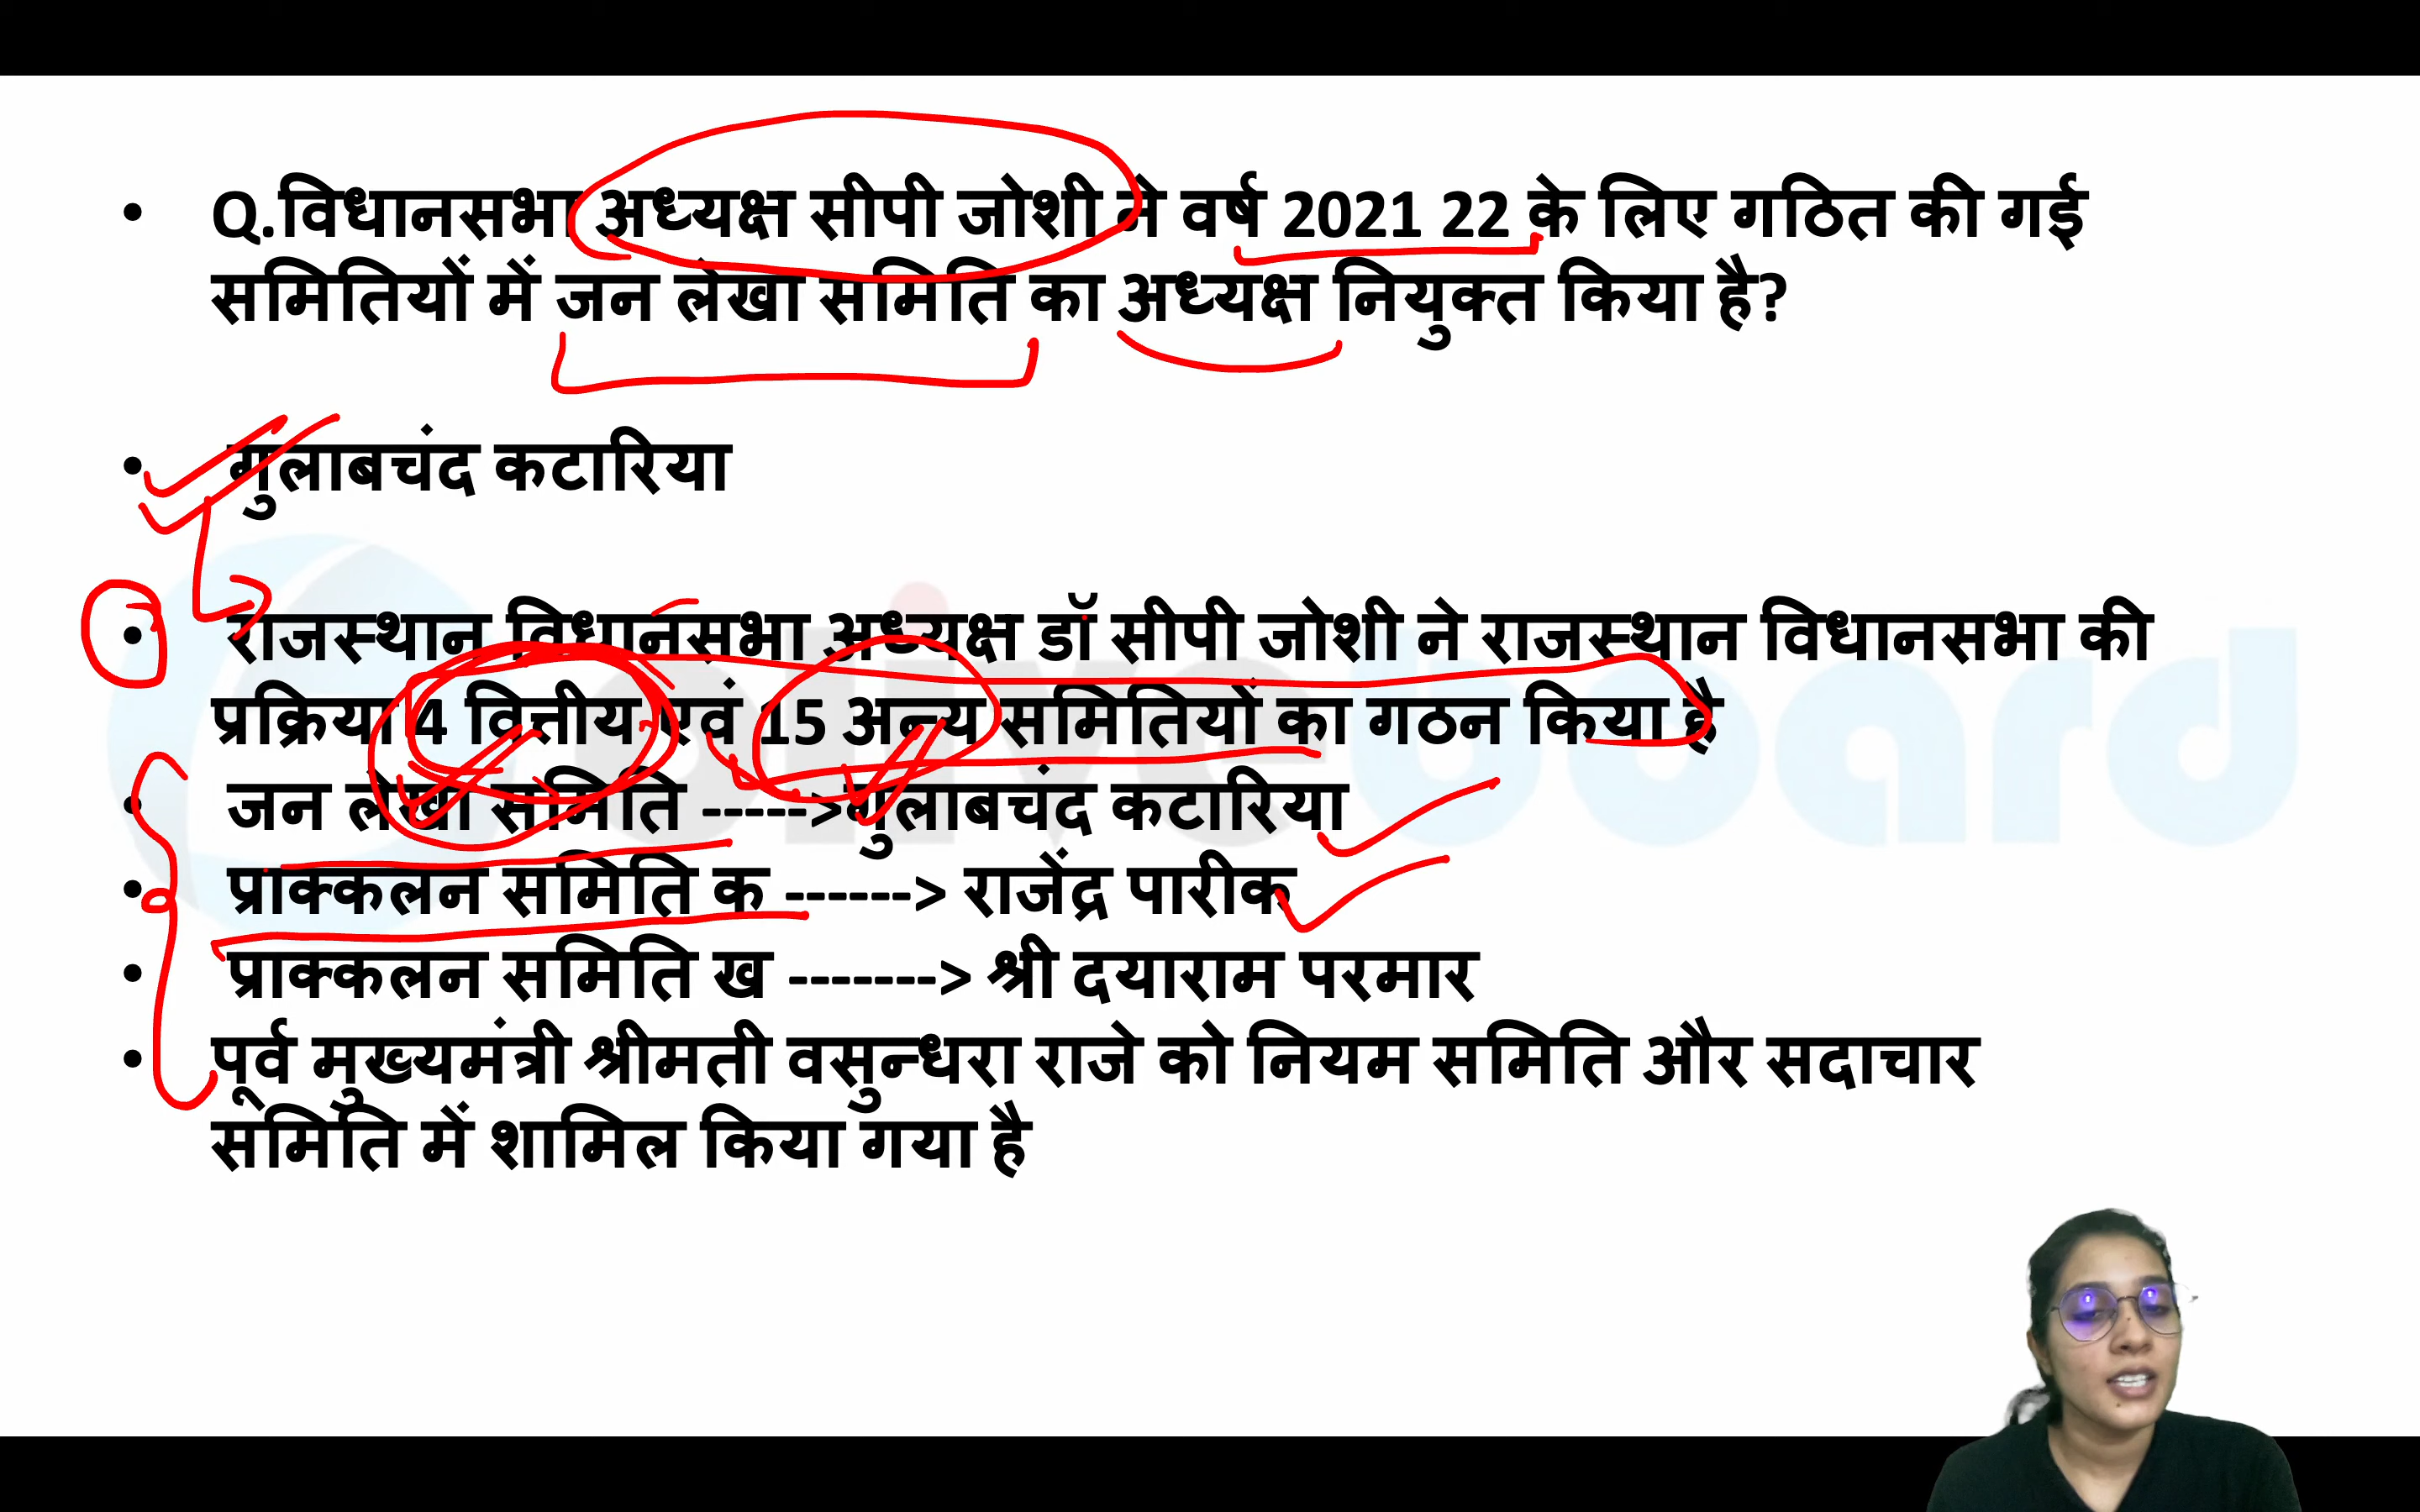 • Q.विधानसभा अध्यक्ष सीपी जोशी ने वर्ष 2021 22 के लिए गठित की गई
समितियों में जन लेखा समिति का अध्यक्ष नियुक्त किया है?
• गुलाबचंद कटारिया
• राजस्थान विधानसभा अध्यक्ष डॉ सीपी जोशी ने राजस्थान विधानसभा की
प्रक्रिया 4 वित्तीय एवं 15 अन्य समितियों का गठन किया है
• जन लेखा समिति ----->गुलाबचंद कटारिया
• प्राक्कलन समिति क ------> राजेंद्र पारीक
• प्राक्कलन समिति ख -------> श्री दयाराम परमार
• पूर्व मुख्यमंत्री श्रीमती वसुन्धरा राजे को नियम समिति और सदाचार
समिति में शामिल किया गया है